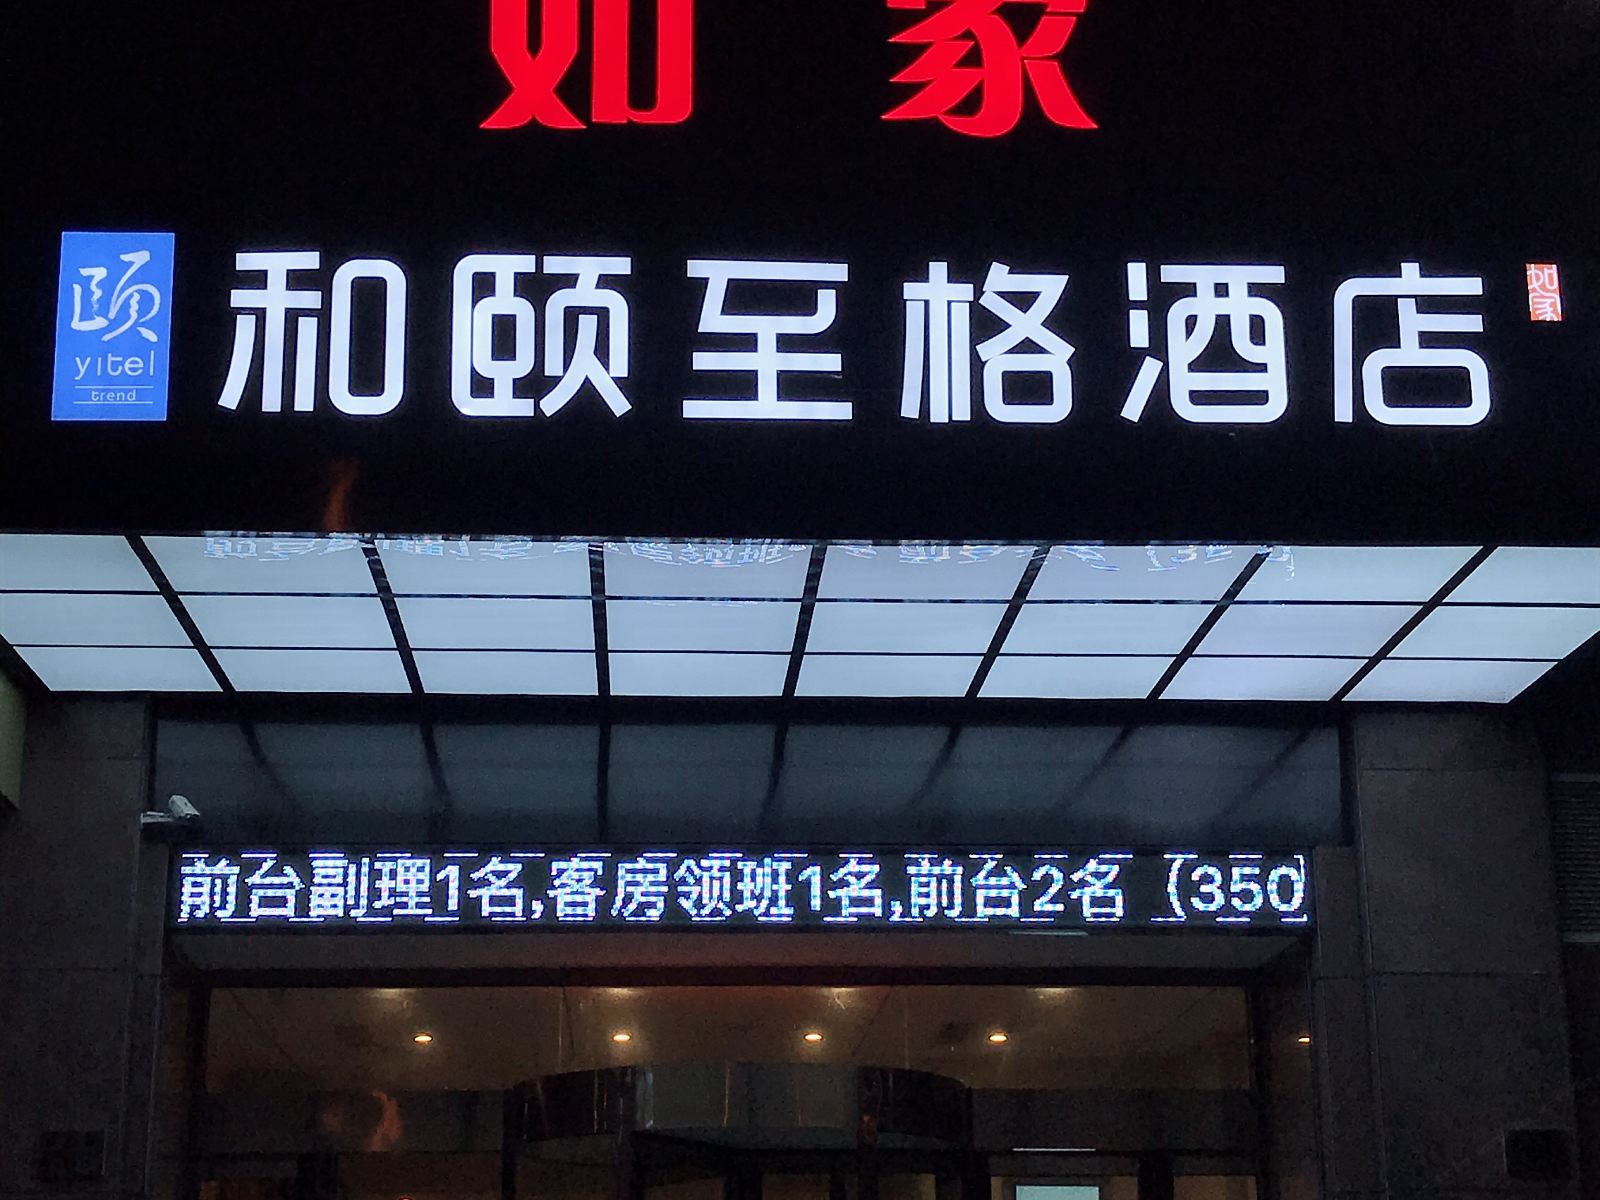 如家
颐
yitel
trend
和颐至格酒店
如家
前台副理1名,客房领班1名,前台2名（350